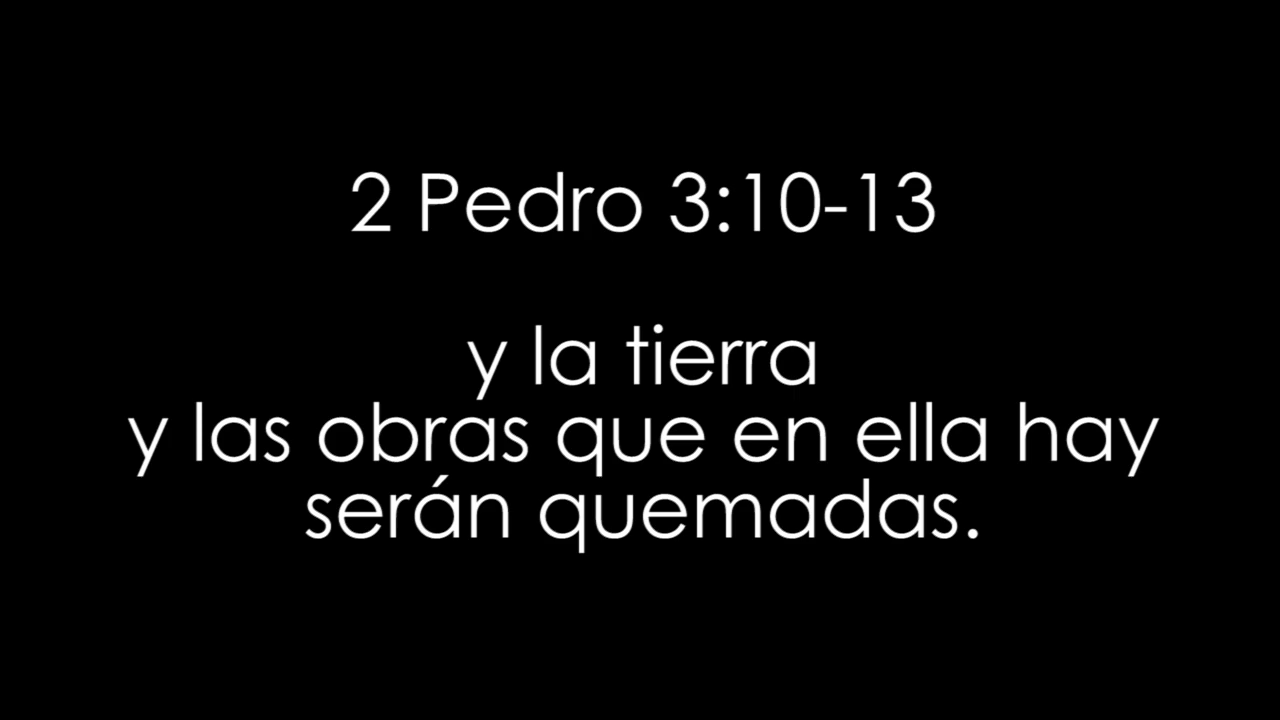 2 Pedro 3:10-13
y la tierra
y las obras que en ella hay
serán quemadas.